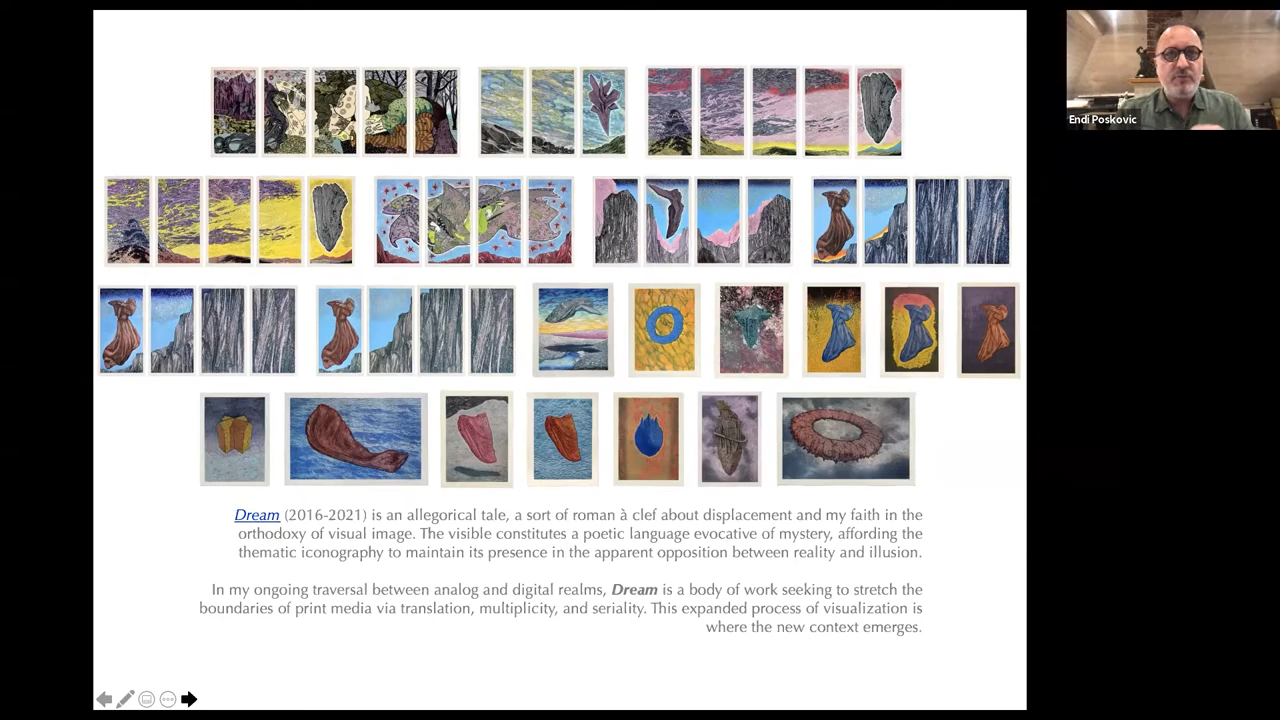 Endi Poskovic
Dream (2016-2021) is an allegorical tale, a sort of roman à clef about displacement and my faith in the
orthodoxy of visual image. The visible constitutes a poetic language evocative of mystery, affording the
thematic iconography to maintain its presence in the apparent opposition between reality and illusion.
In my ongoing traversal between analog and digital realms, Dream is a body of work seeking to stretch the
boundaries of print media via translation, multiplicity, and seriality. This expanded process of visualization is
where the new context emerges.